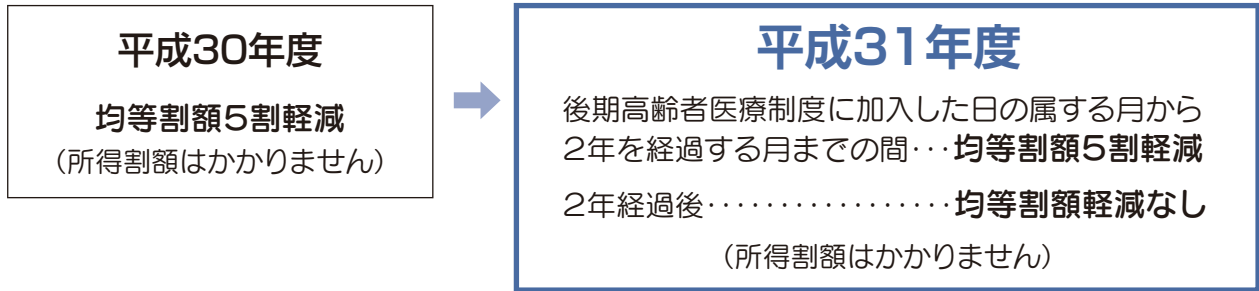 平成30年度
均等割額5割軽減
（所得割額はかかりません）
平成31年度
後期高齢者医療制度に加入した日の属する月から
2年を経過する月までの間･･･均等割額5割軽減
2年経過後･････････････････均等割額軽減なし
（所得割額はかかりません）